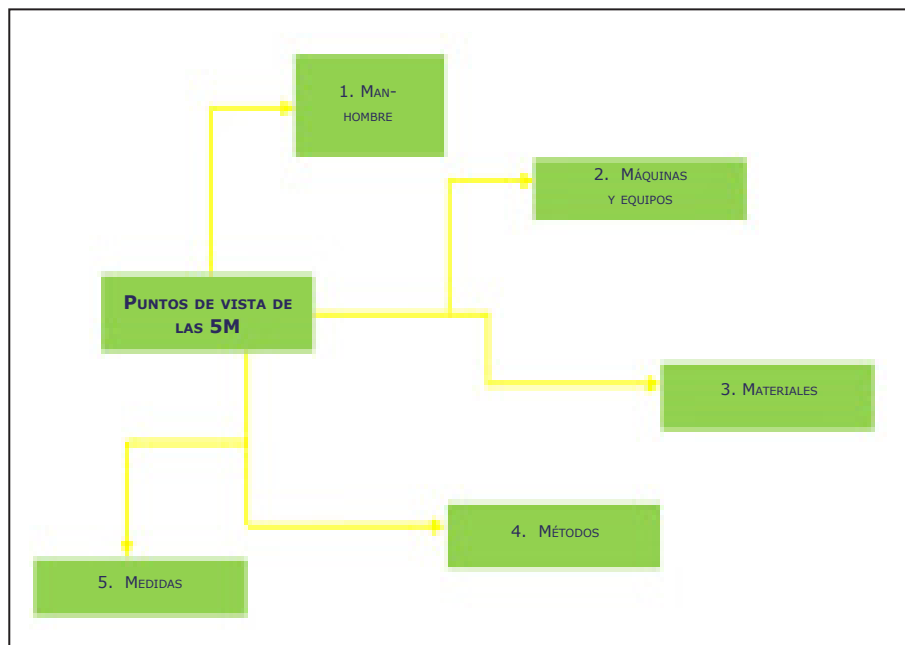 1. Man-
hombre
2. Máquinas
y equipos
Puntos de vista de
las 5M
3. Materiales
4. Métodos
5. Medidas